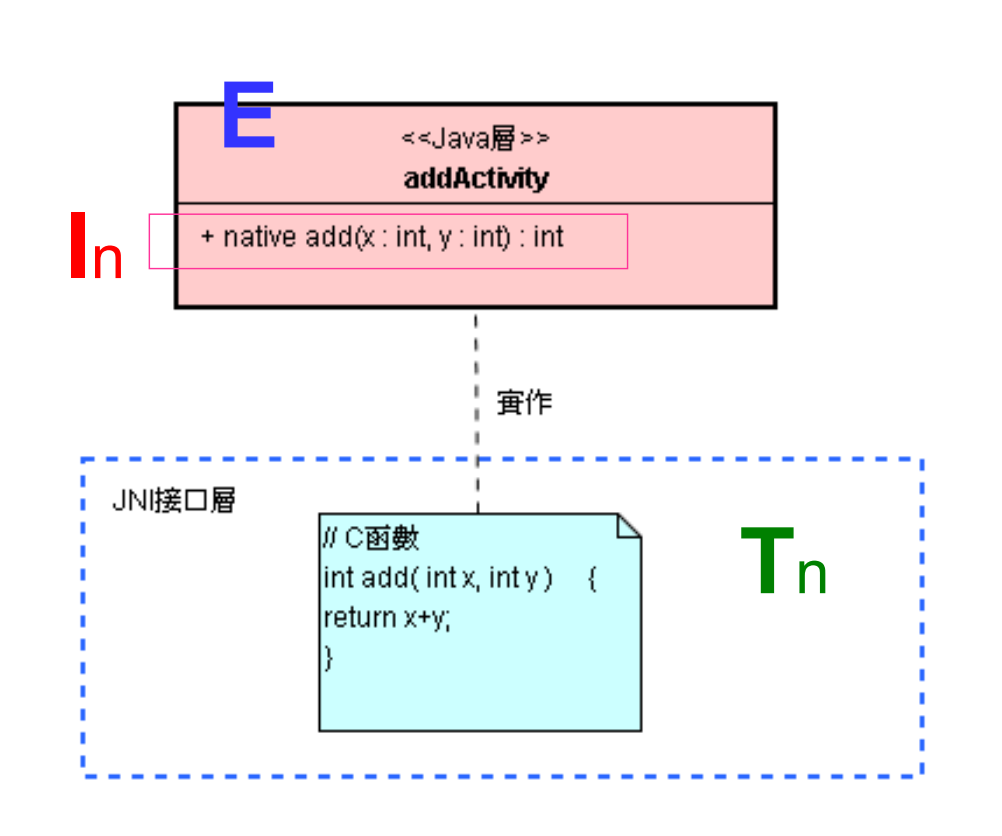 E
<<Java層>>
addActivity
In
+ native add(x : int, y : int) : int
實作
JNI接口層
// C函數
int add( int x, int y ) {
return x+y;
}
Tn